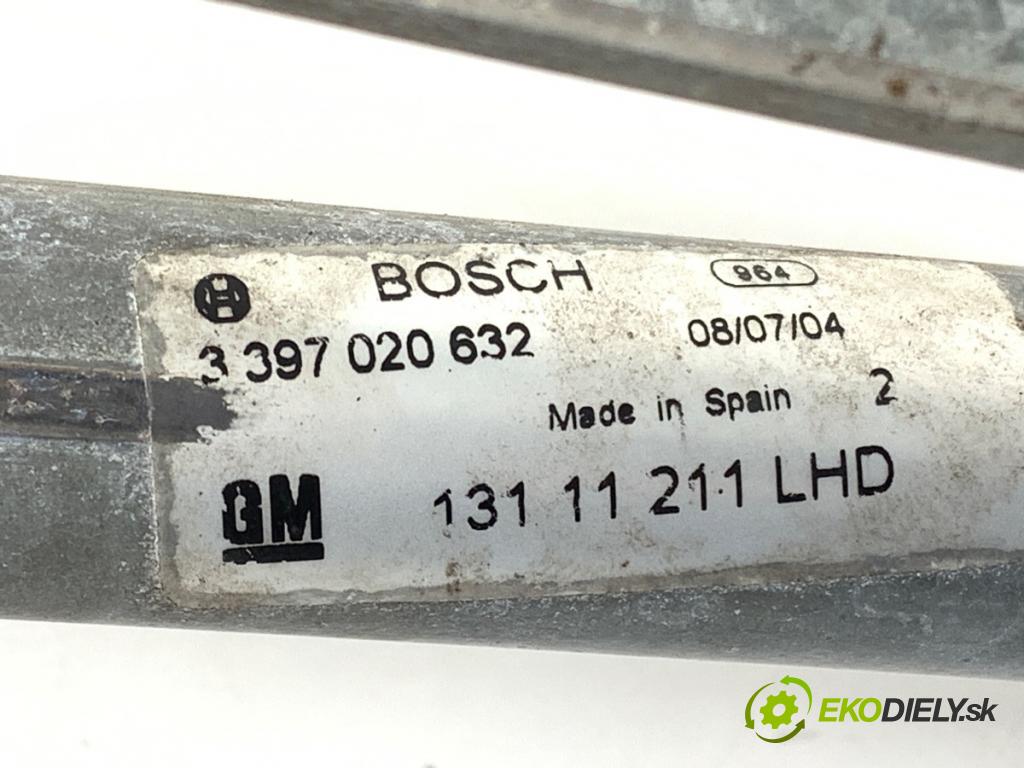 BOSCH 964
3 397 020 632 08/07/04
Made in Spain 2
GM 131 11 211 LHD
EKODIELY.sk